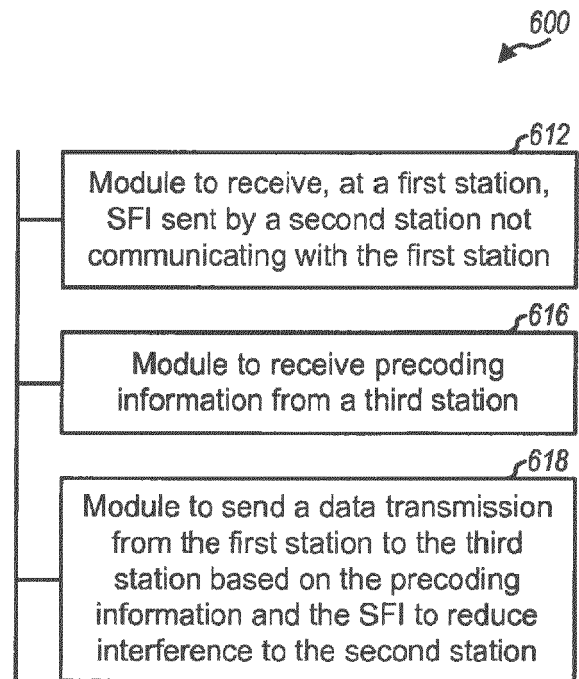 600
612
Module to receive, at a first station,
SFI sent by a second station not
communicating with the first station
616
Module to receive precoding
information from a third station
618
Module to send a data transmission
from the first station to the third
station based on the precoding
information and the SFI to reduce
interference to the second station